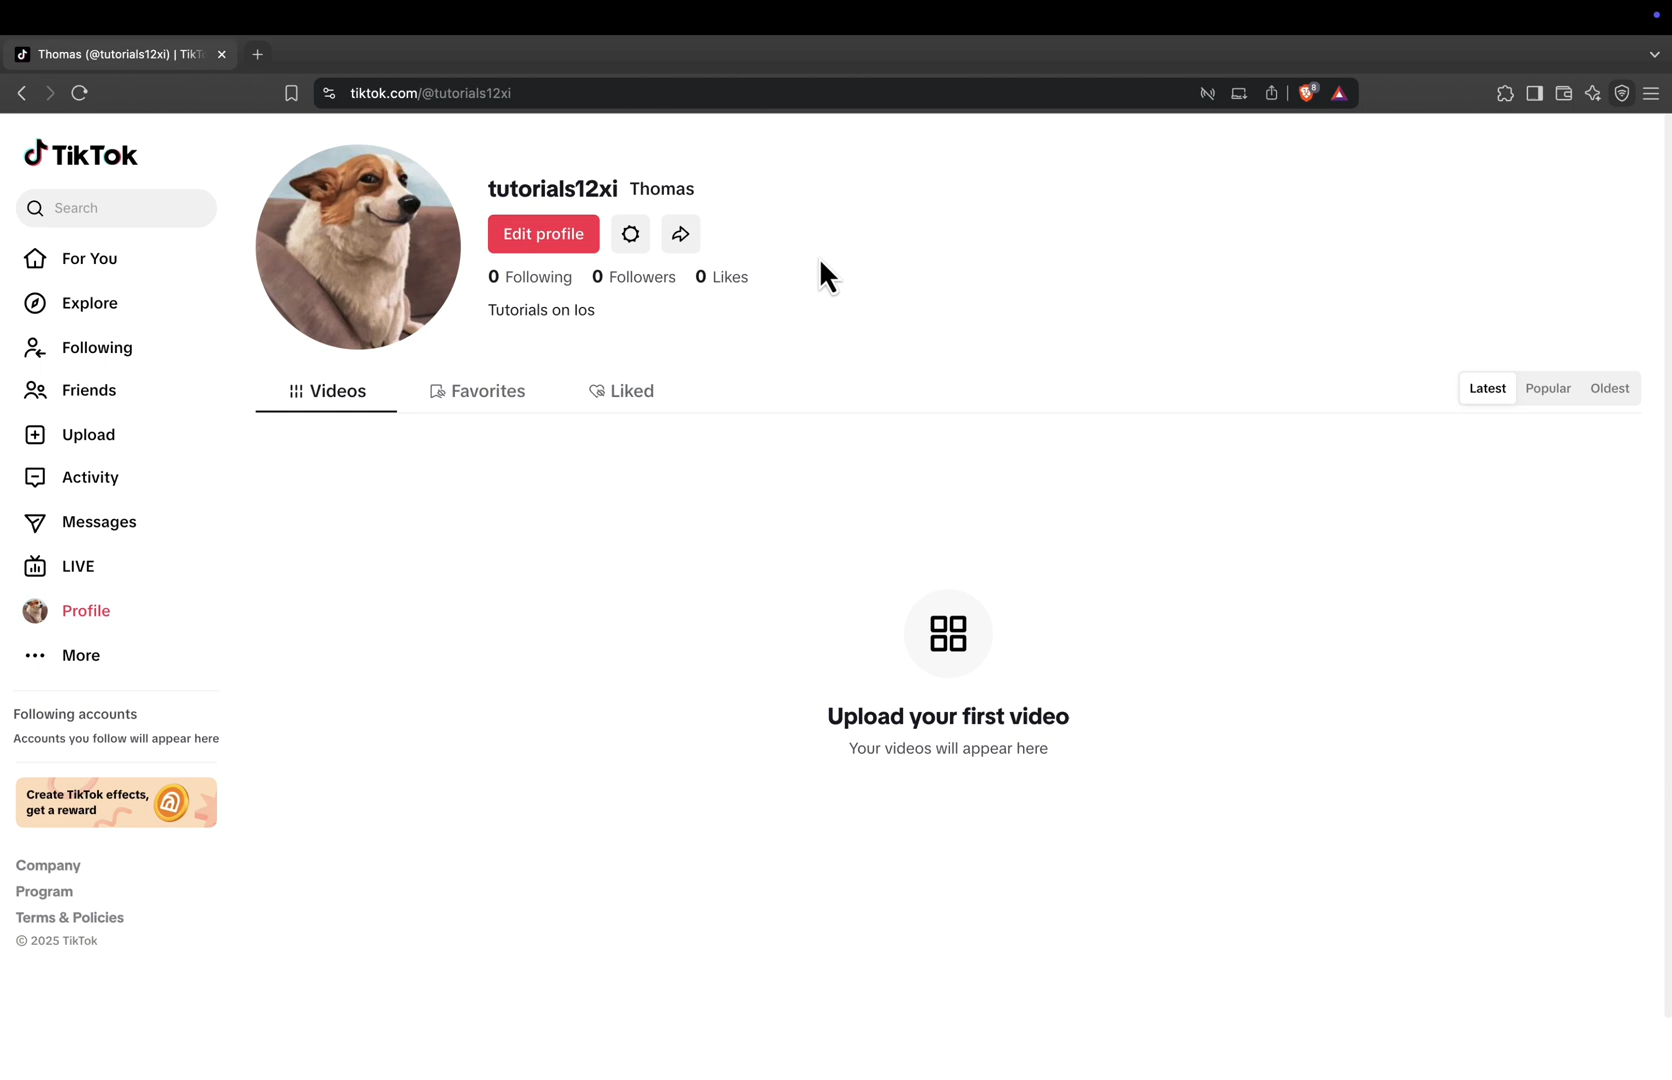 Thomas (@tutorials12xi) | TikT
tiktok.com/@tutorials12xi
8
TikTok
Search
For You
Explore
Following
Friends
Upload
Activity
Messages
LIVE
Profile
More
Following accounts
Accounts you follow will appear here
Create TikTok effects,
get a reward
Company
Program
Terms & Policies
© 2025 TikTok
tutorials12xi Thomas
Edit profile
0 Following 0 Followers 0 Likes
Tutorials on Ios
Videos Favorites Liked
Latest Popular Oldest
Upload your first video
Your videos will appear here